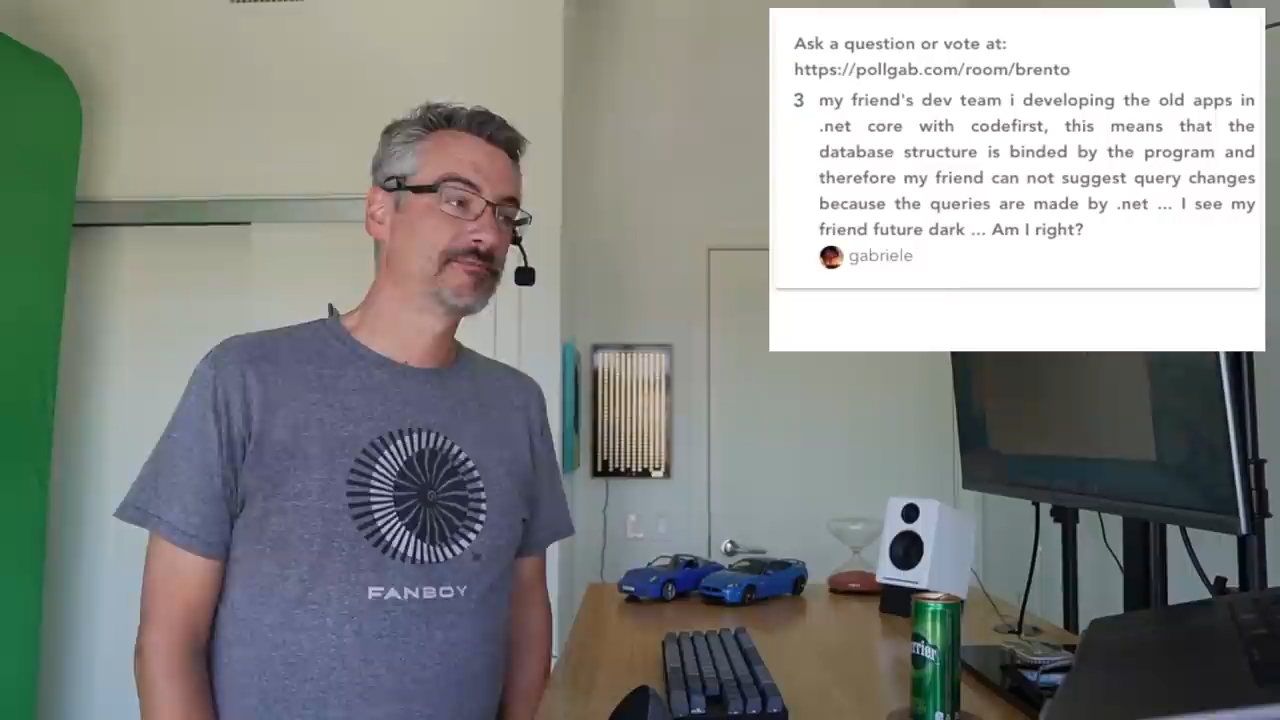 Ask a question or vote at:
https://pollgab.com/room/brento
3 my friend's dev team i developing the old apps in
.net core with codefirst, this means that the
database structure is binded by the program and
therefore my friend can not suggest query changes
because the queries are made by .net ... I see my
friend future dark ... Am I right?
gabriele
FANBOY
rrier